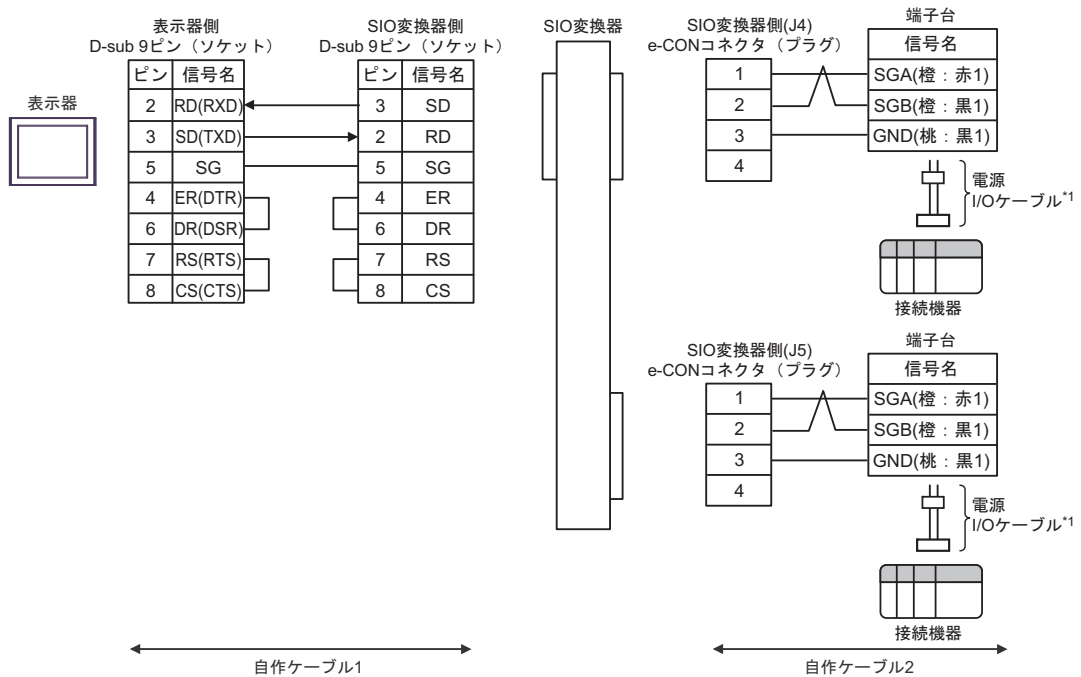 表示器
表示器側
D-sub 9ピン（ソケット）
ピン 信号名
2 RD(RXD)
3 SD(TXD)
5 SG
4 ER(DTR)
6 DR(DSR)
7 RS(RTS)
8 CS(CTS)
SIO変換器側
D-sub 9ピン（ソケット）
ピン 信号名
3 SD
2 RD
5 SG
4 ER
6 DR
7 RS
8 CS
SIO変換器
SIO変換器側(J4)
e-CONコネクタ（プラグ）
1
2
3
4
端子台
信号名
SGA(橙：赤1)
SGB(橙：黒1)
GND(桃：黒1)
電源
I/Oケーブル*1
接続機器
SIO変換器側(J5)
e-CONコネクタ（プラグ）
1
2
3
4
端子台
信号名
SGA(橙：赤1)
SGB(橙：黒1)
GND(桃：黒1)
電源
I/Oケーブル*1
接続機器
自作ケーブル1
自作ケーブル2